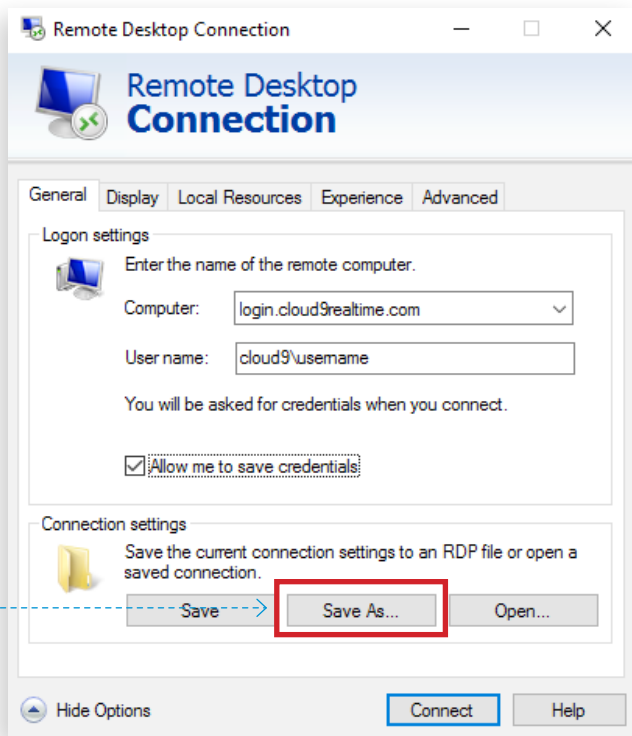 Remote Desktop Connection
Remote Desktop
Connection
General Display Local Resources Experience Advanced
Logon settings
Enter the name of the remote computer.
Computer: login.cloud9realtime.com
User name: cloud9\username
You will be asked for credentials when you connect.
Allow me to save credentials
Connection settings
Save the current connection settings to an RDP file or open a
saved connection.
Save Save As... Open...
Hide Options Connect Help